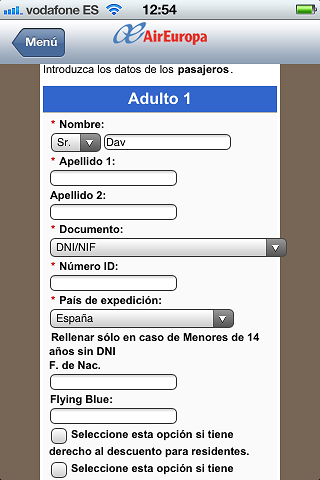 vodafone ES 12:54
Menú
AirEuropa
Introduzca los datos de los pasajeros.
Adulto 1
* Nombre:
Sr. Dav
* Apellido 1:
Apellido 2:
* Documento:
DNI/NIF
* Número ID:
* País de expedición:
España
Rellenar sólo en caso de Menores de 14
años sin DNI
F. de Nac.
Flying Blue:
Seleccione esta opción si tiene
derecho al descuento para residentes.
Seleccione esta opción si tiene